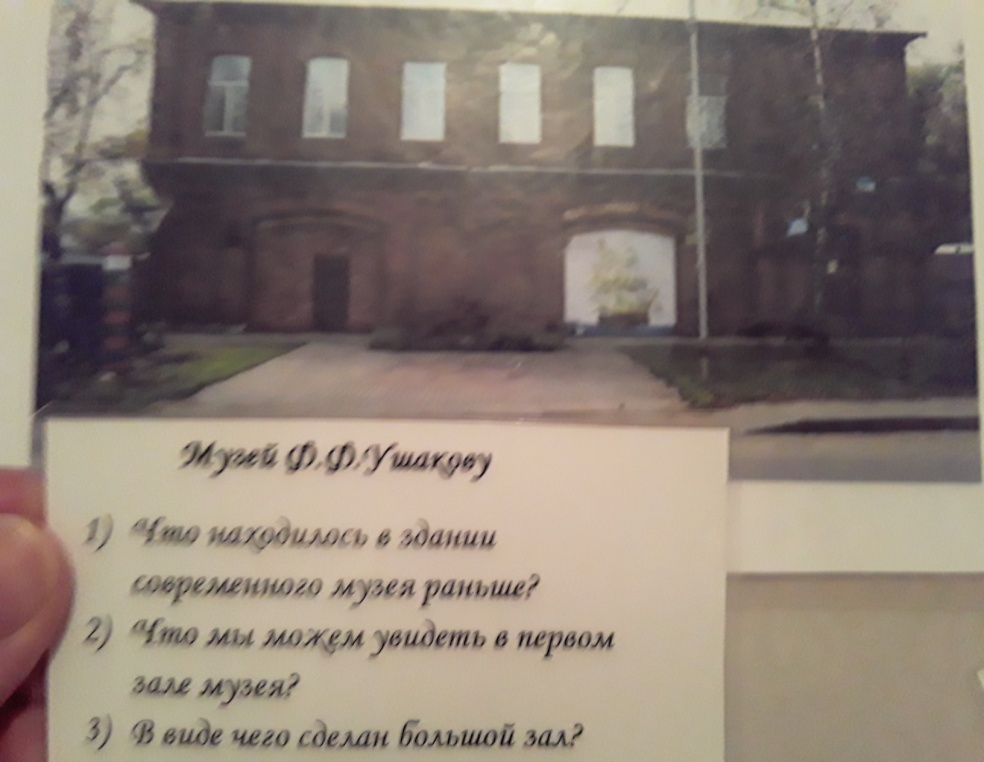 Музей Ф.Ф.Ушакову
1) Что находилось в здании
современного музея раньше?
2) Что мы можем увидеть в первом
зале музея?
3) В виде чего сделан большой зал?